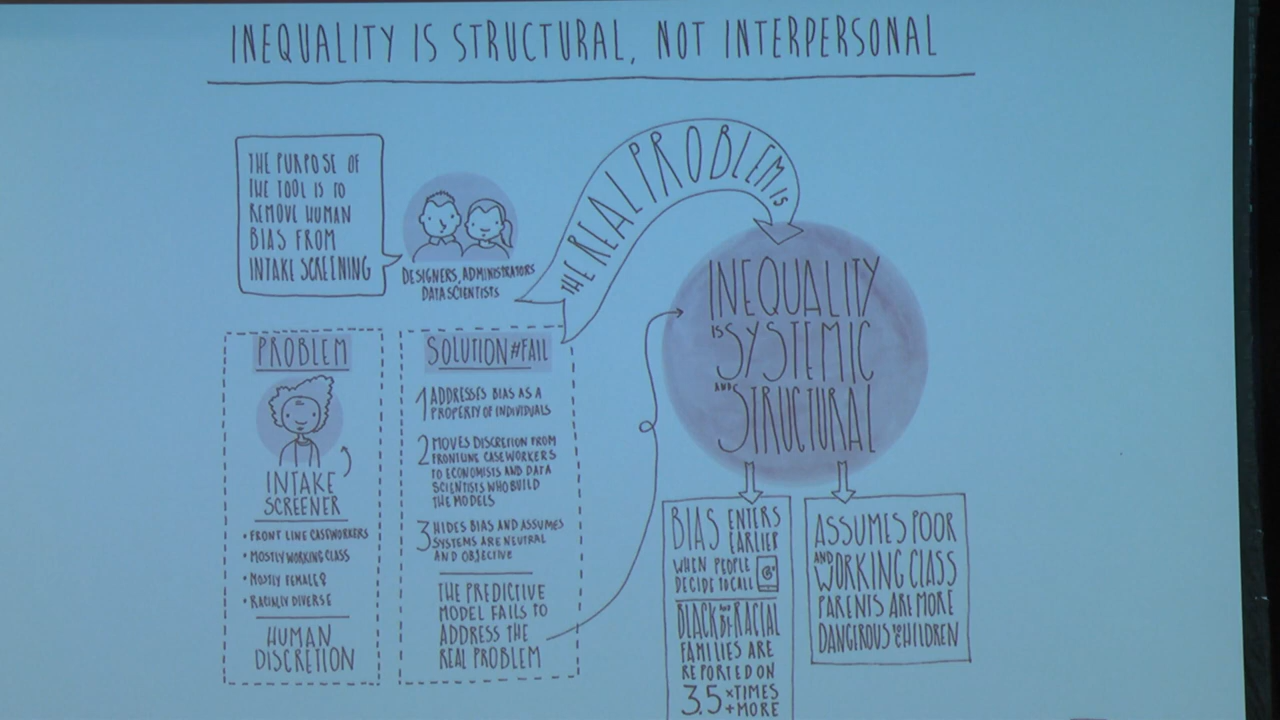 INEQUALITY IS STRUCTURAL, NOT INTERPERSONAL
THE PURPOSE OF
THE TOOL IS TO
REMOVE HUMAN
BIAS FROM
INTAKE SCREENING
DESIGNERS, ADMINISTRATORS
DATA SCIENTISTS
THE REAL PROBLEM IS
PROBLEM
INTAKE
SCREENER
• FRONT LINE CASEWORKERS
• MOSTLY WORKING CLASS
• MOSTLY FEMALE♀
• RACIALLY DIVERSE
HUMAN
DISCRETION
SOLUTION #FAIL
1 ADDRESSES BIAS AS A
PROPERTY OF INDIVIDUALS
2 MOVES DISCRETION FROM
FRONTLINE CASEWORKERS
TO ECONOMISTS AND DATA
SCIENTISTS WHO BUILD
THE MODELS
3 HIDES BIAS AND ASSUMES
SYSTEMS ARE NEUTRAL
AND OBJECTIVE
THE PREDICTIVE
MODEL FAILS TO
ADDRESS THE
REAL PROBLEM
INEQUALITY
IS SYSTEMIC
AND STRUCTURAL
BIAS ENTERS
EARLIER
WHEN PEOPLE
DECIDE TO CALL
BLACK AND BI-RACIAL
FAMILIES ARE
REPORTED ON
3.5 × TIMES
+ MORE
ASSUMES POOR
AND WORKING CLASS
PARENTS ARE MORE
DANGEROUS TO CHILDREN